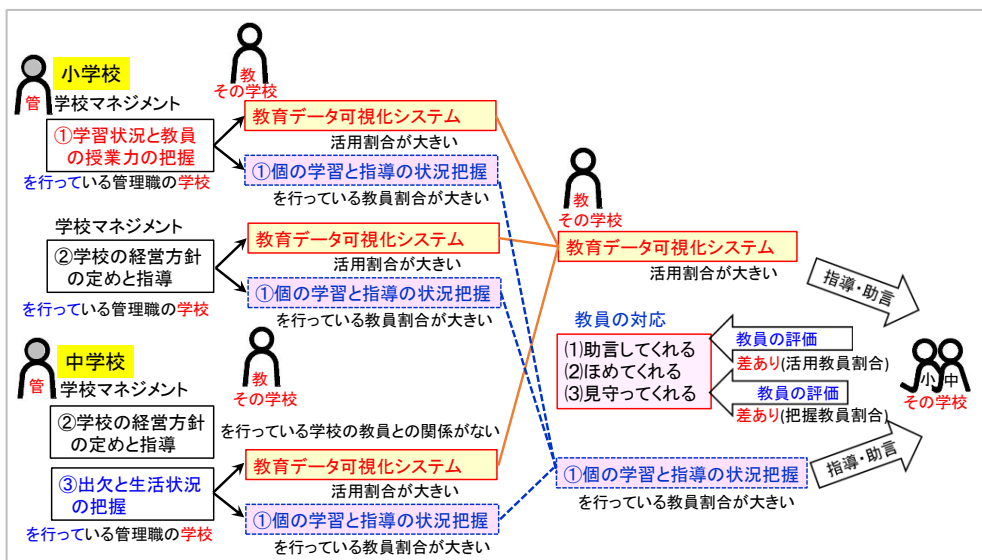 小学校
管
学校マネジメント
①学習状況と教員
の授業力の把握
を行っている管理職の学校
教
その学校
教育データ可視化システム
活用割合が大きい
①個の学習と指導の状況把握
を行っている教員割合が大きい
学校マネジメント
②学校の経営方針
の定めと指導
を行っている管理職の学校
教育データ可視化システム
活用割合が大きい
①個の学習と指導の状況把握
を行っている教員割合が大きい
中学校
管
学校マネジメント
教
その学校
②学校の経営方針
の定めと指導
を行っている学校の教員との関係がない
③出欠と生活状況
の把握
を行っている管理職の学校
教育データ可視化システム
活用割合が大きい
①個の学習と指導の状況把握
を行っている教員割合が大きい
教
その学校
教育データ可視化システム
活用割合が大きい
指導・助言
教員の対応
(1)助言してくれる
(2)ほめてくれる
(3)見守ってくれる
教員の評価
差あり(活用教員割合)
教員の評価
差あり(把握教員割合)
小 中
その学校
①個の学習と指導の状況把握
を行っている教員割合が大きい
指導・助言